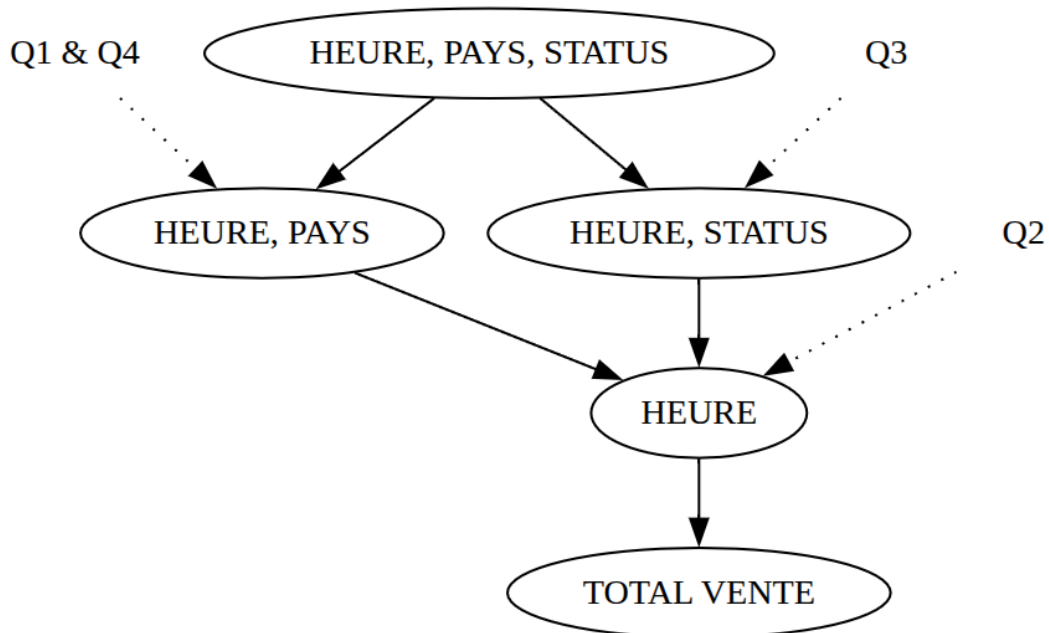 Q1 & Q4
HEURE, PAYS, STATUS
Q3
HEURE, PAYS
HEURE, STATUS
Q2
HEURE
TOTAL VENTE